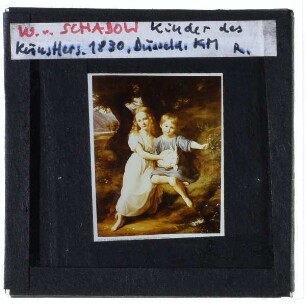 W. v. SCHADOW Kinder des
Künstlers. 1830, Düsseld. KM